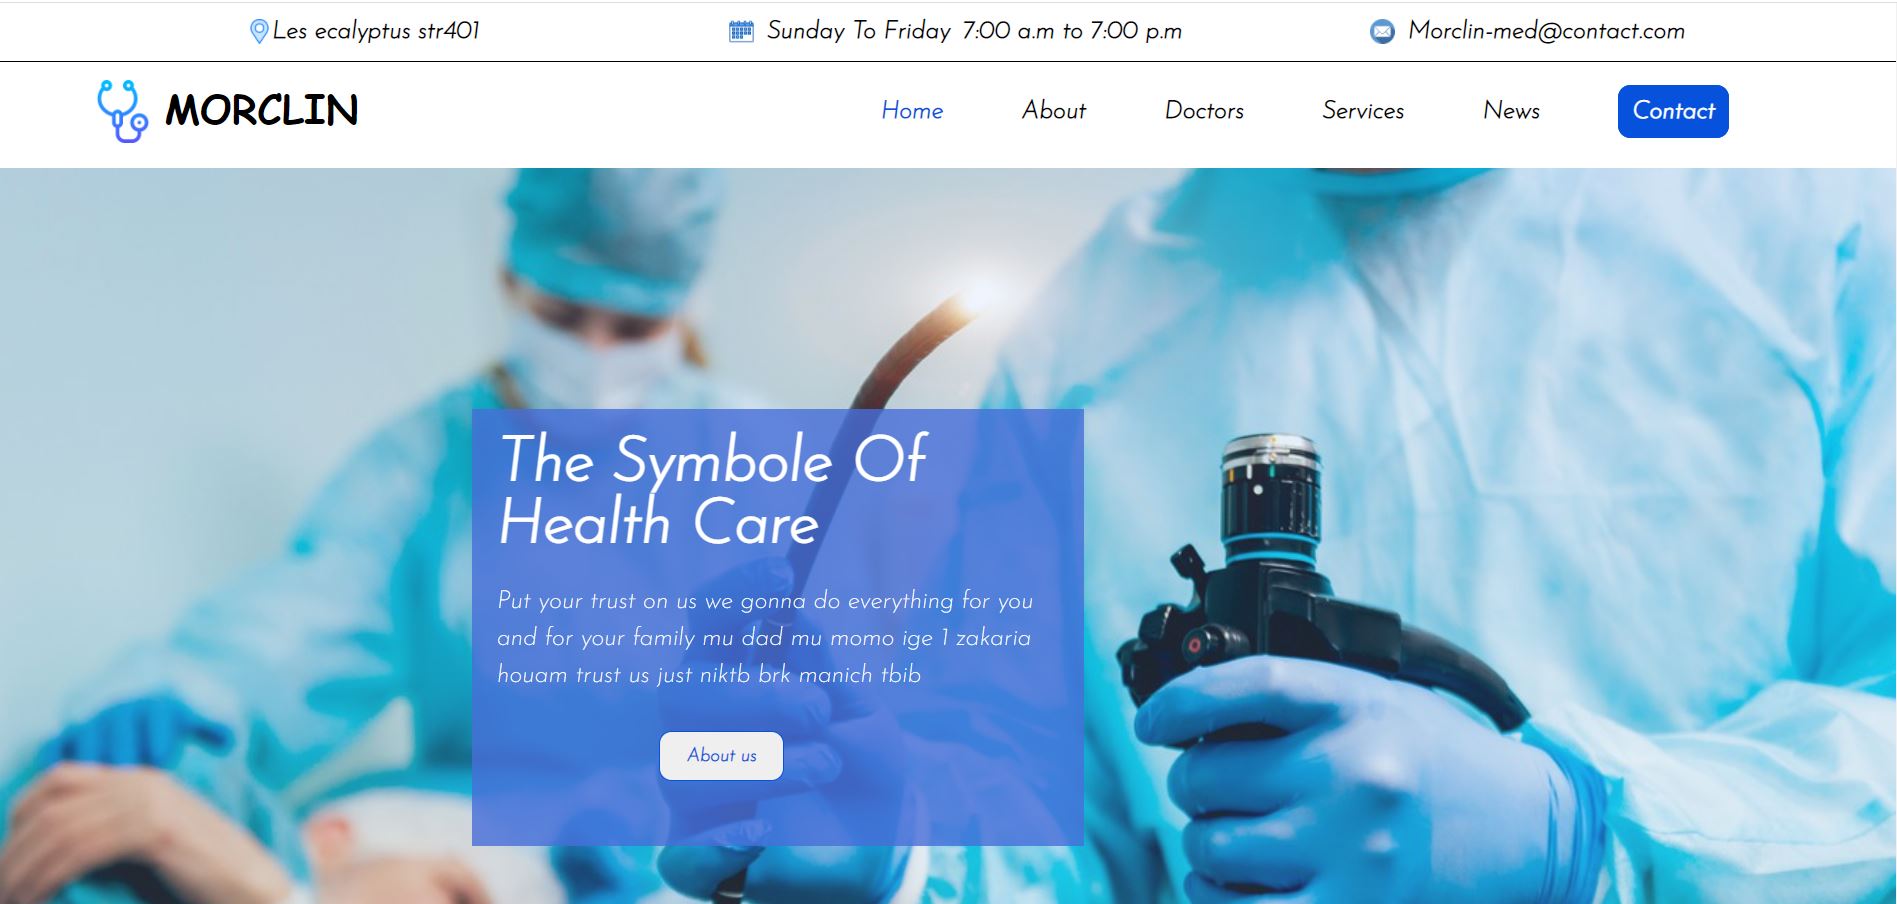 Les ecalyptus str401
Sunday To Friday 7:00 a.m to 7:00 p.m
Morclin-med@contact.com
MORCLIN
Home
About
Doctors
Services
News
Contact
The Symbole Of
Health Care
Put your trust on us we gonna do everything for you
and for your family mu dad mu momo ige 1 zakaria
houam trust us just niktb brk manich tbib
About us